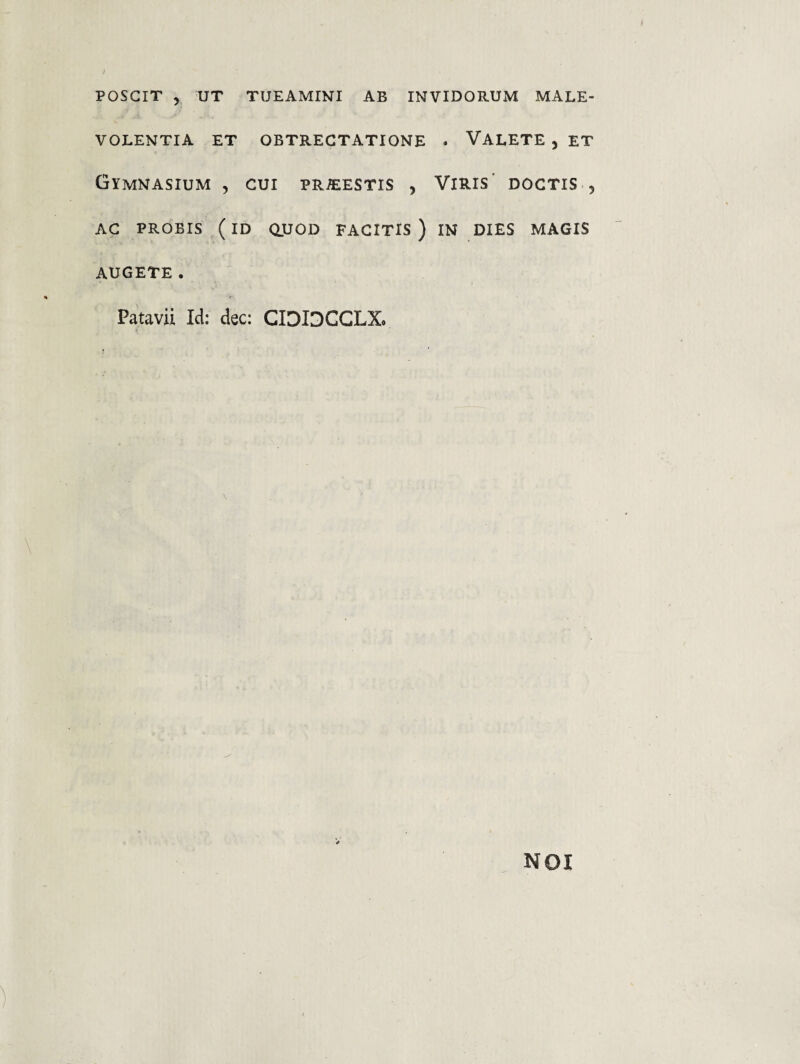 POSCIT , UT TUEAMINI AB INVIDORUM MALE-
VOLENTIA ET OBTRECTATIONE . VALETE , ET
GYMNASIUM , CUI PRÆESTIS , VIRIS DOCTIS ,
AC PROBIS (ID QUOD FACITIS) IN DIES MAGIS
AUGETE .
Patavii Id: dec: CIƆIƆCCLX.
NOI